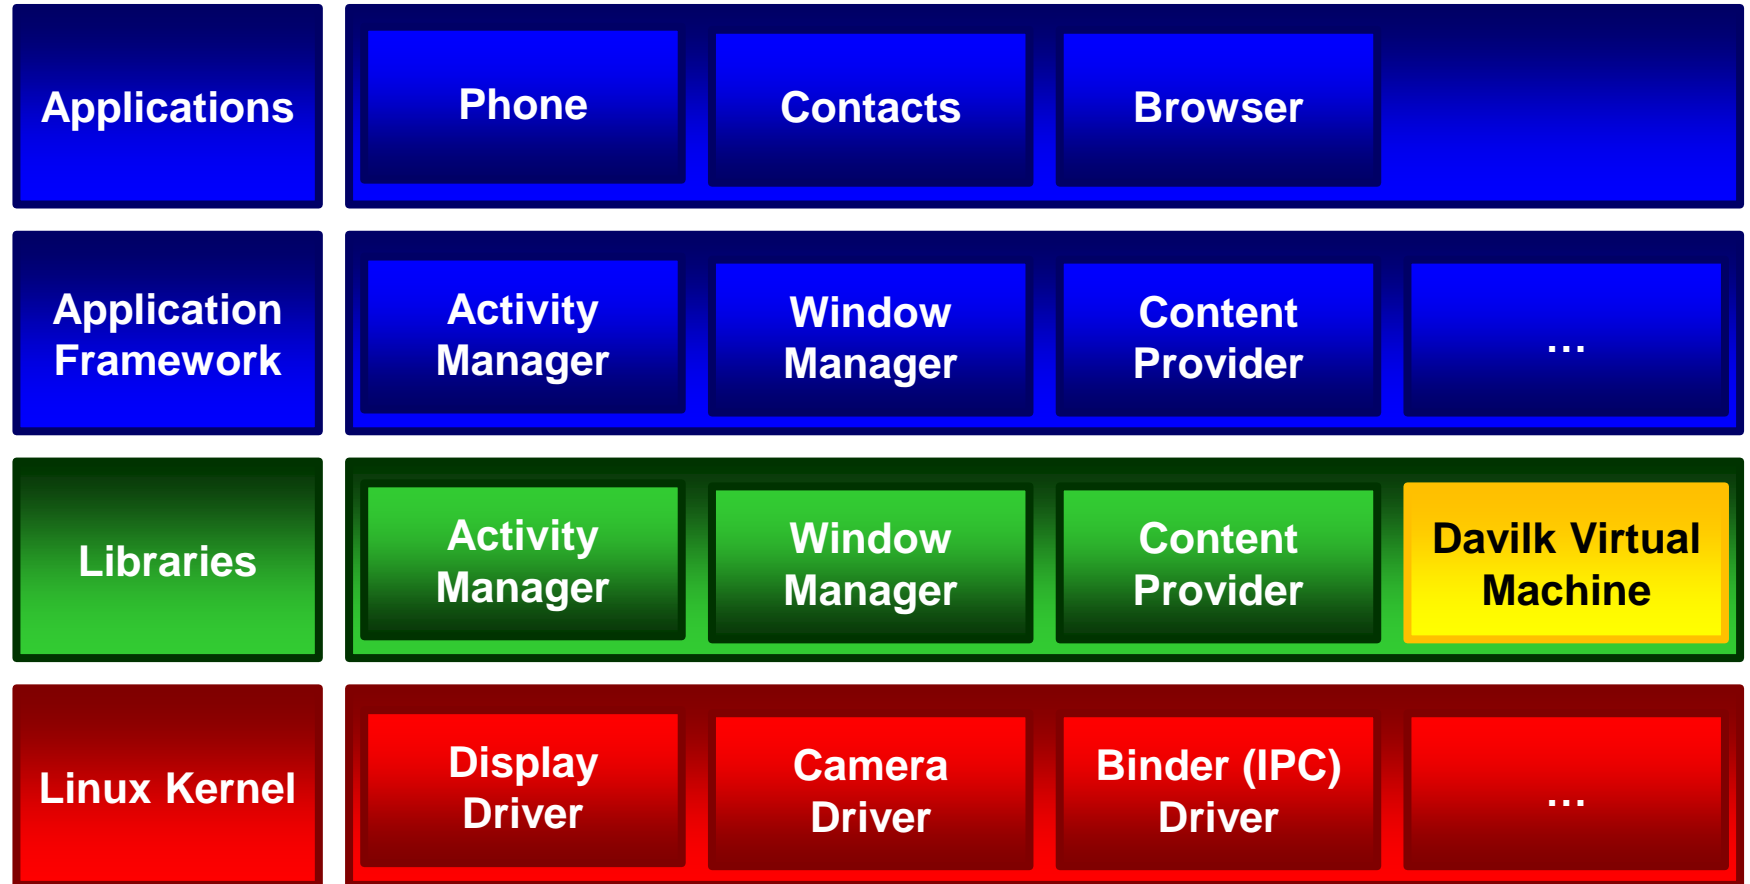 Applications
Phone
Contacts
Browser
Application
Framework
Activity
Manager
Window
Manager
Content
Provider
...
Libraries
Activity
Manager
Window
Manager
Content
Provider
Davilk Virtual
Machine
Linux Kernel
Display
Driver
Camera
Driver
Binder (IPC)
Driver
...